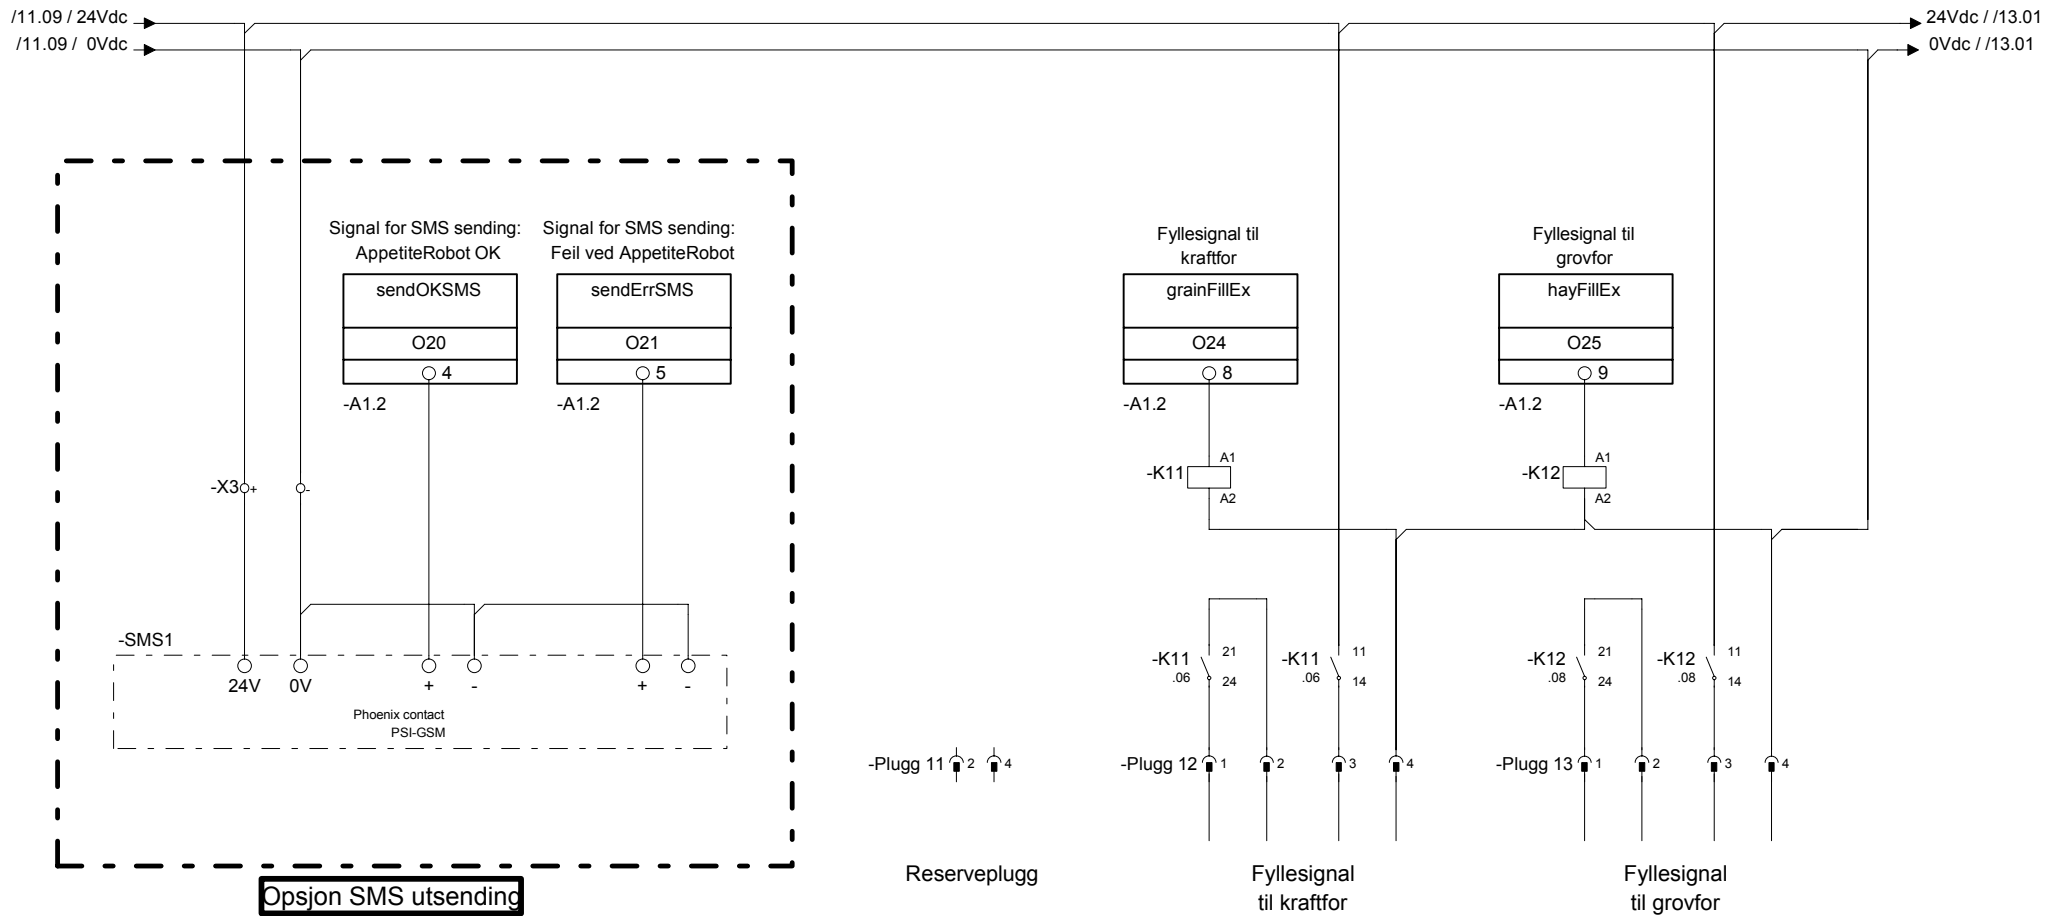 /11.09 / 24Vdc
/11.09 / 0Vdc
24Vdc / /13.01
0Vdc / /13.01
Signal for SMS sending:
AppetiteRobot OK
sendOKSMS
O20
4
-A1.2
Signal for SMS sending:
Feil ved AppetiteRobot
sendErrSMS
O21
5
-A1.2
Fyllesignal til
kraftfor
grainFillEx
O24
8
-A1.2
Fyllesignal til
grovfor
hayFillEx
O25
9
-A1.2
-X3 + -
-K11 A1
A2
-K12 A1
A2
-SMS1
24V 0V + - + -
Phoenix contact
PSI-GSM
-K11 21
.06 24
-K11 11
.06 14
-K12 21
.08 24
-K12 11
.08 14
-Plugg 11 2 4
-Plugg 12 1 2 3 4
-Plugg 13 1 2 3 4
Reserveplugg
Fyllesignal
til kraftfor
Fyllesignal
til grovfor
Opsjon SMS utsending